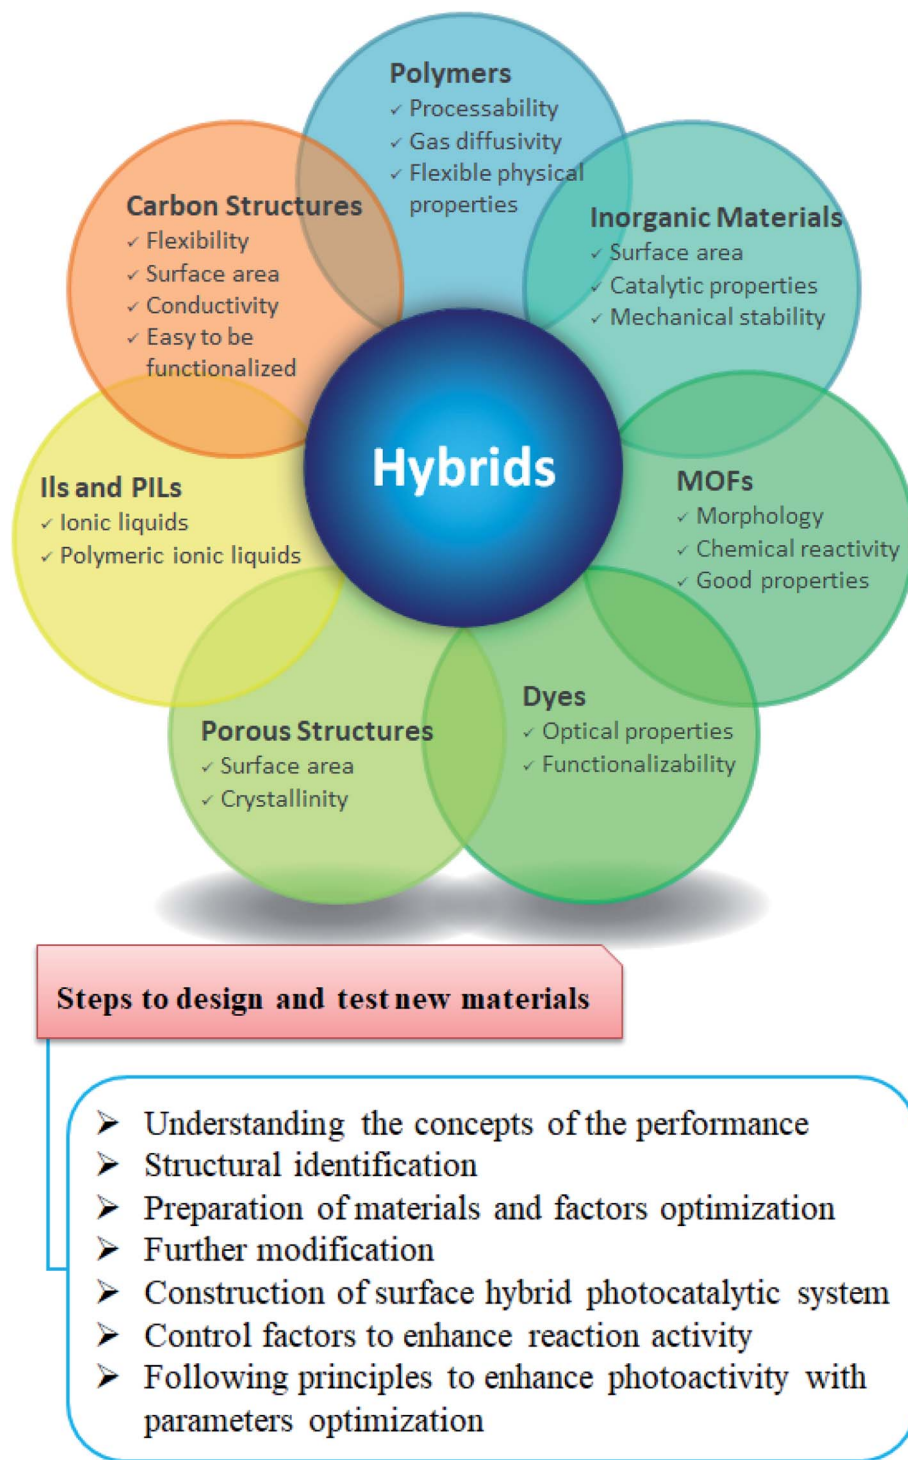 Polymers
✓ Processability
✓ Gas diffusivity
✓ Flexible physical
properties
Carbon Structures
✓ Flexibility
✓ Surface area
✓ Conductivity
✓ Easy to be
functionalized
Inorganic Materials
✓ Surface area
✓ Catalytic properties
✓ Mechanical stability
Hybrids
Ils and PILs
✓ Ionic liquids
✓ Polymeric ionic liquids
MOFs
✓ Morphology
✓ Chemical reactivity
✓ Good properties
Porous Structures
✓ Surface area
✓ Crystallinity
Dyes
✓ Optical properties
✓ Functionalizability
Steps to design and test new materials
➢ Understanding the concepts of the performance
➢ Structural identification
➢ Preparation of materials and factors optimization
➢ Further modification
➢ Construction of surface hybrid photocatalytic system
➢ Control factors to enhance reaction activity
➢ Following principles to enhance photoactivity with
parameters optimization